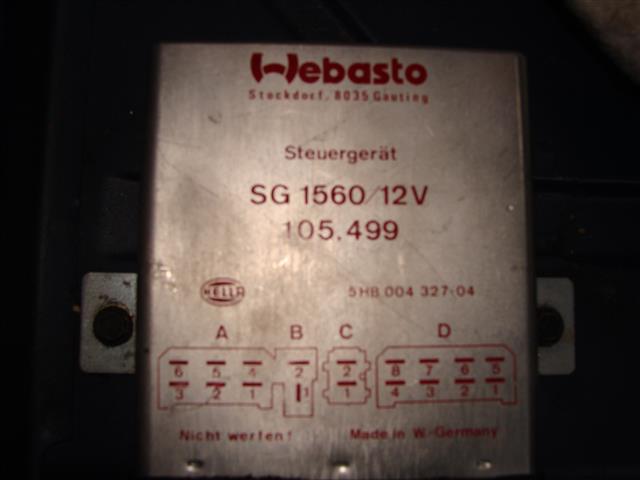 Webasto
Stockdorf, 8035 Gauting
Steuergerät
SG 1560/12V
105.499
HELLA 5HB 004 327-04
A B C D
6 5 4 2 2 8 7 6 5
3 2 1 1 1 4 3 2 1
Nicht werfen! Made in W.-Germany